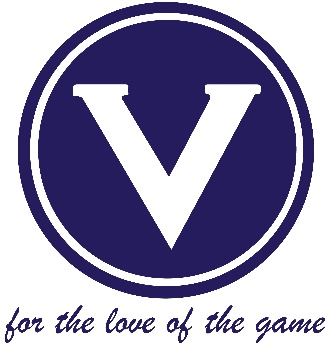 V
for the love of the game